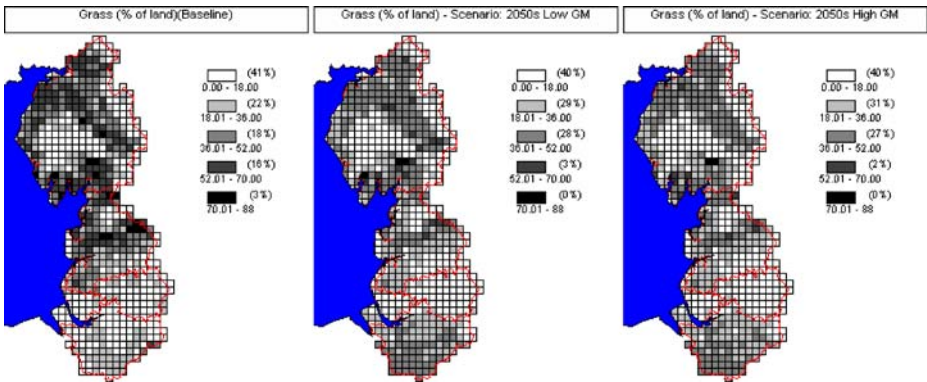 Grass (% of land)(Baseline)
(41%)
0.00 - 18.00
(22%)
18.01 - 36.00
(18%)
36.01 - 52.00
(16%)
52.01 - 70.00
(3%)
70.01 - 88
Grass (% of land) - Scenario: 2050s Low GM
(40%)
0.00 - 18.00
(29%)
18.01 - 36.00
(28%)
36.01 - 52.00
(3%)
52.01 - 70.00
(0%)
70.01 - 88
Grass (% of land) - Scenario: 2050s High GM
(40%)
0.00 - 18.00
(31%)
18.01 - 36.00
(27%)
36.01 - 52.00
(2%)
52.01 - 70.00
(0%)
70.01 - 88